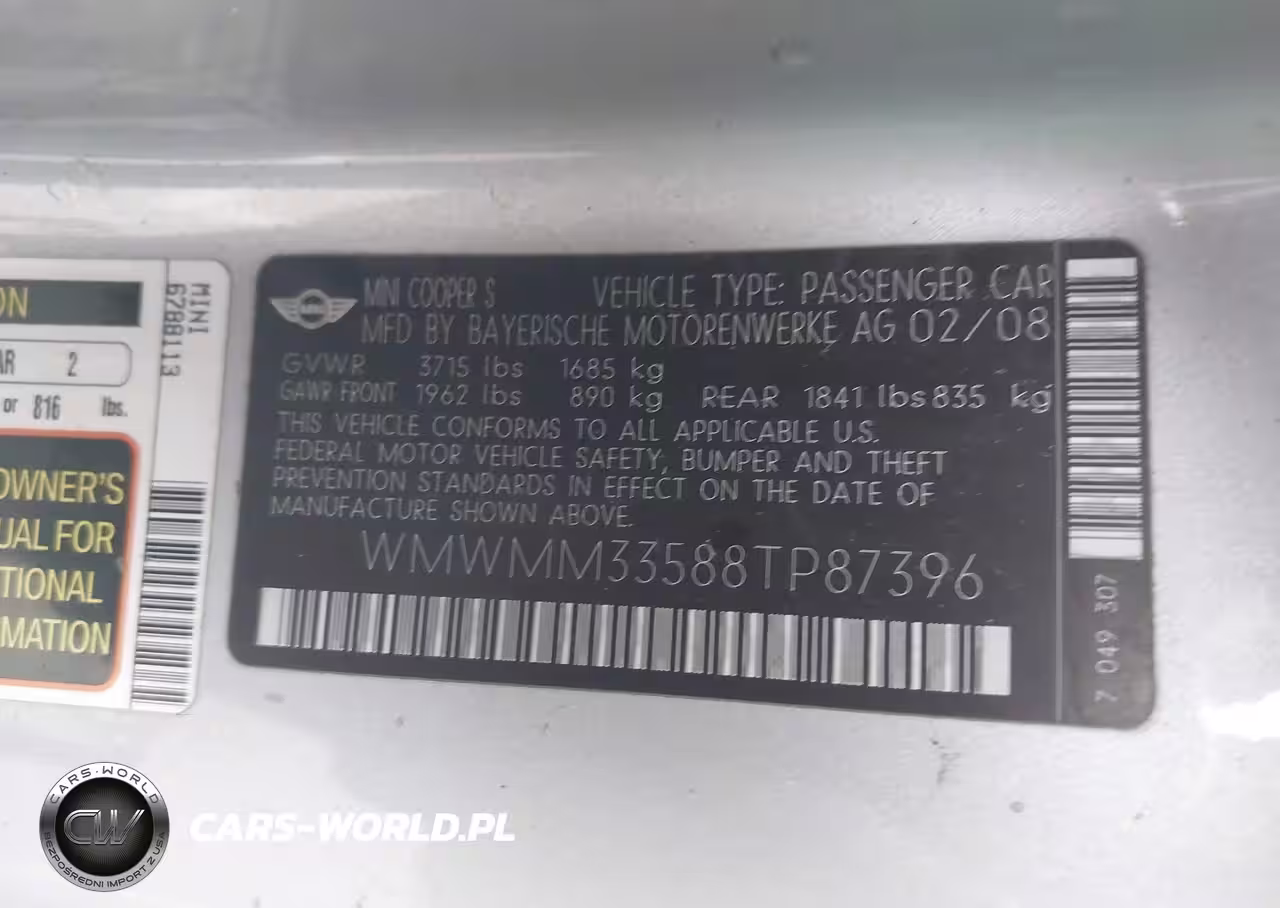 ON
AR 2
or 816 lbs.
OWNER'S
UAL FOR
TIONAL
MATION
MINI
6288111 3
MINI COOPER S VEHICLE TYPE: PASSENGER CAR
MFD BY BAYERISCHE MOTORENWERKE AG 02/08
GVWR 3715 lbs 1685 kg
GAWR FRONT 1962 lbs 890 kg REAR 1841 lbs 835 kg
THIS VEHICLE CONFORMS TO ALL APPLICABLE U.S.
FEDERAL MOTOR VEHICLE SAFETY, BUMPER AND THEFT
PREVENTION STANDARDS IN EFFECT ON THE DATE OF
MANUFACTURE SHOWN ABOVE.
WMWMM33588TP87396
7 049 307
CARS-WORLD
CW
BEZPOŚREDNI IMPORT Z USA
CARS-WORLD.PL